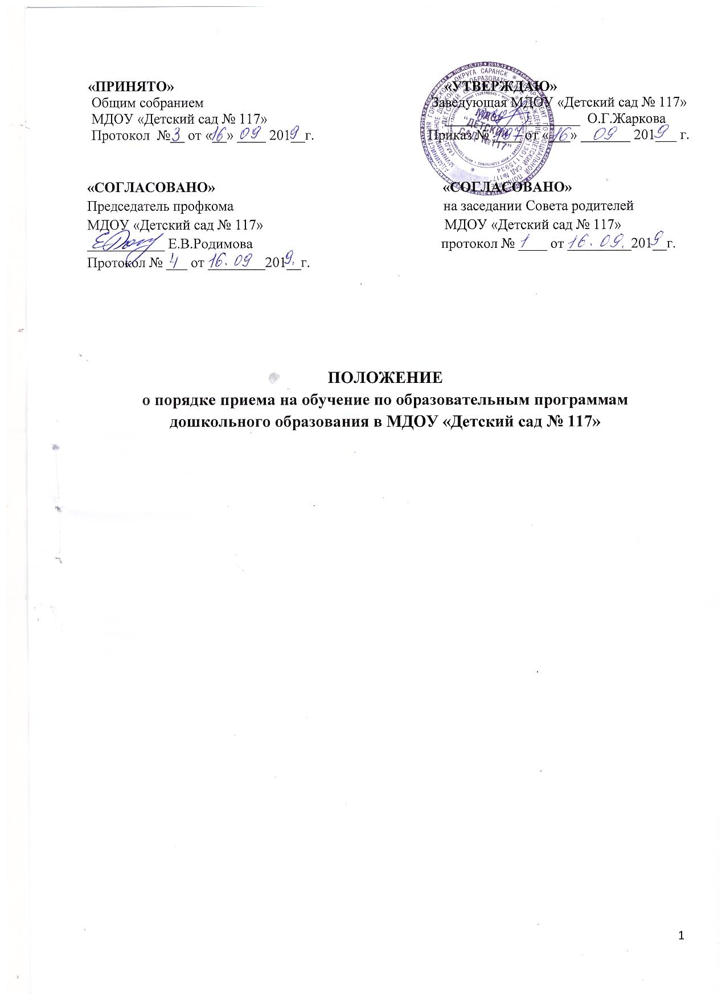 «ПРИНЯТО»
Общим собранием
МДОУ «Детский сад № 117»
Протокол №3 от «16» 09 2019 г.
«УТВЕРЖДАЮ»
Заведующая МДОУ «Детский сад № 117»
О.Г.Жаркова
Приказ № от «16» 09 2019 г.
МДОУ
"ДЕТСКИЙ
САД №117"
«СОГЛАСОВАНО»
Председатель профкома
МДОУ «Детский сад № 117»
Е.В.Родимова
Протокол № 4 от 16.09 2019. г.
«СОГЛАСОВАНО»
на заседании Совета родителей
МДОУ «Детский сад № 117»
протокол № 1 от 16.09. 2019 г.
ПОЛОЖЕНИЕ
о порядке приема на обучение по образовательным программам
дошкольного образования в МДОУ «Детский сад № 117»
1